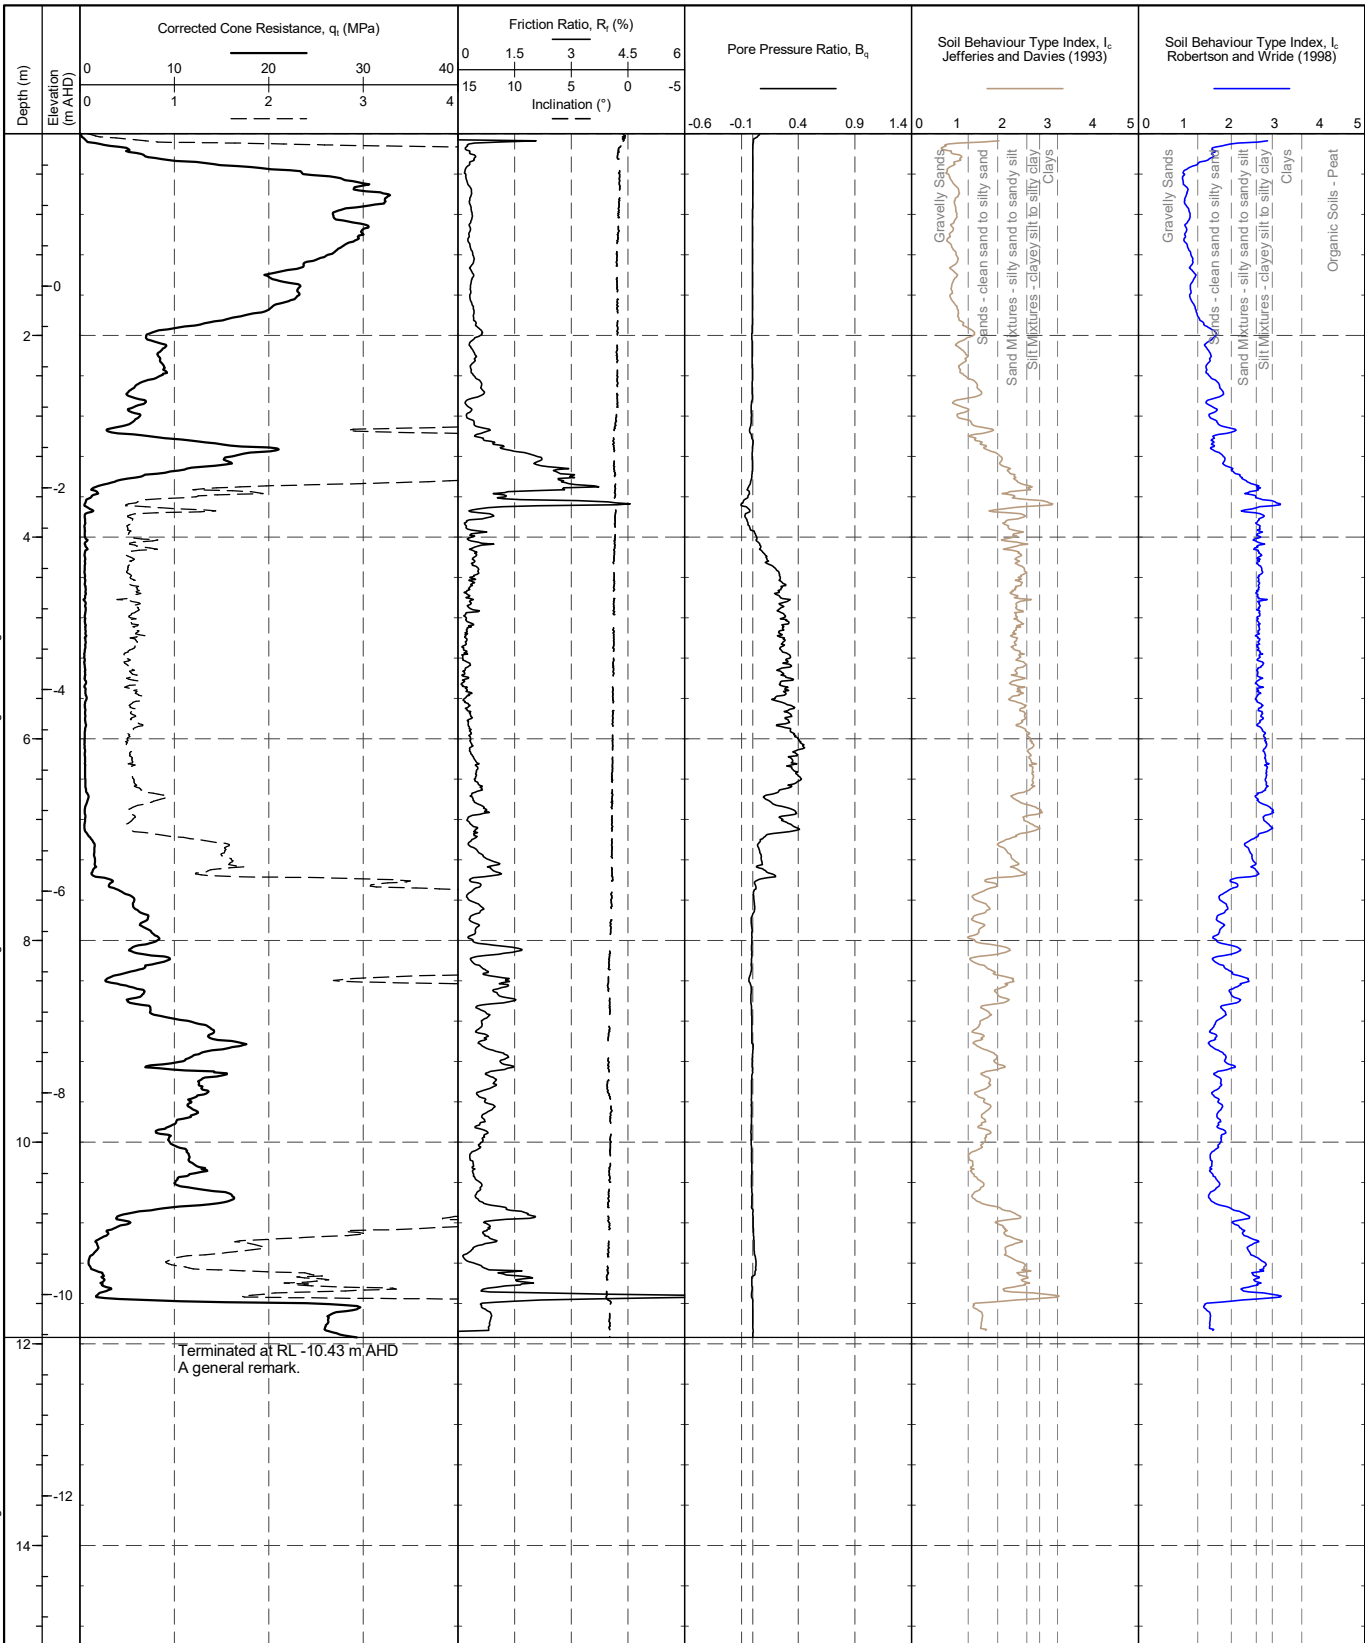 Depth (m)
Elevation
(m AHD)
Corrected Cone Resistance, qt (MPa)
0 10 20 30 40
0 1 2 3 4
Friction Ratio, Rf (%)
0 1.5 3 4.5 6
15 10 5 0 -5
Inclination (°)
Pore Pressure Ratio, Bq
-0.6 -0.1 0.4 0.9 1.4
Soil Behaviour Type Index, Ic
Jefferies and Davies (1993)
0 1 2 3 4 5
Soil Behaviour Type Index, Ic
Robertson and Wride (1998)
0 1 2 3 4 5
Gravelly Sands
Sands - clean sand to silty sand
Sand Mixtures - silty sand to sandy silt
Silt Mixtures - clayey silt to silty clay
Clays
Gravelly Sands
Sands - clean sand to silty sand
Sand Mixtures - silty sand to sandy silt
Silt Mixtures - clayey silt to silty clay
Clays
Organic Soils - Peat
0
2
-2
4
-4
6
-6
8
-8
10
-10
12
Terminated at RL -10.43 m AHD
A general remark.
-12
14